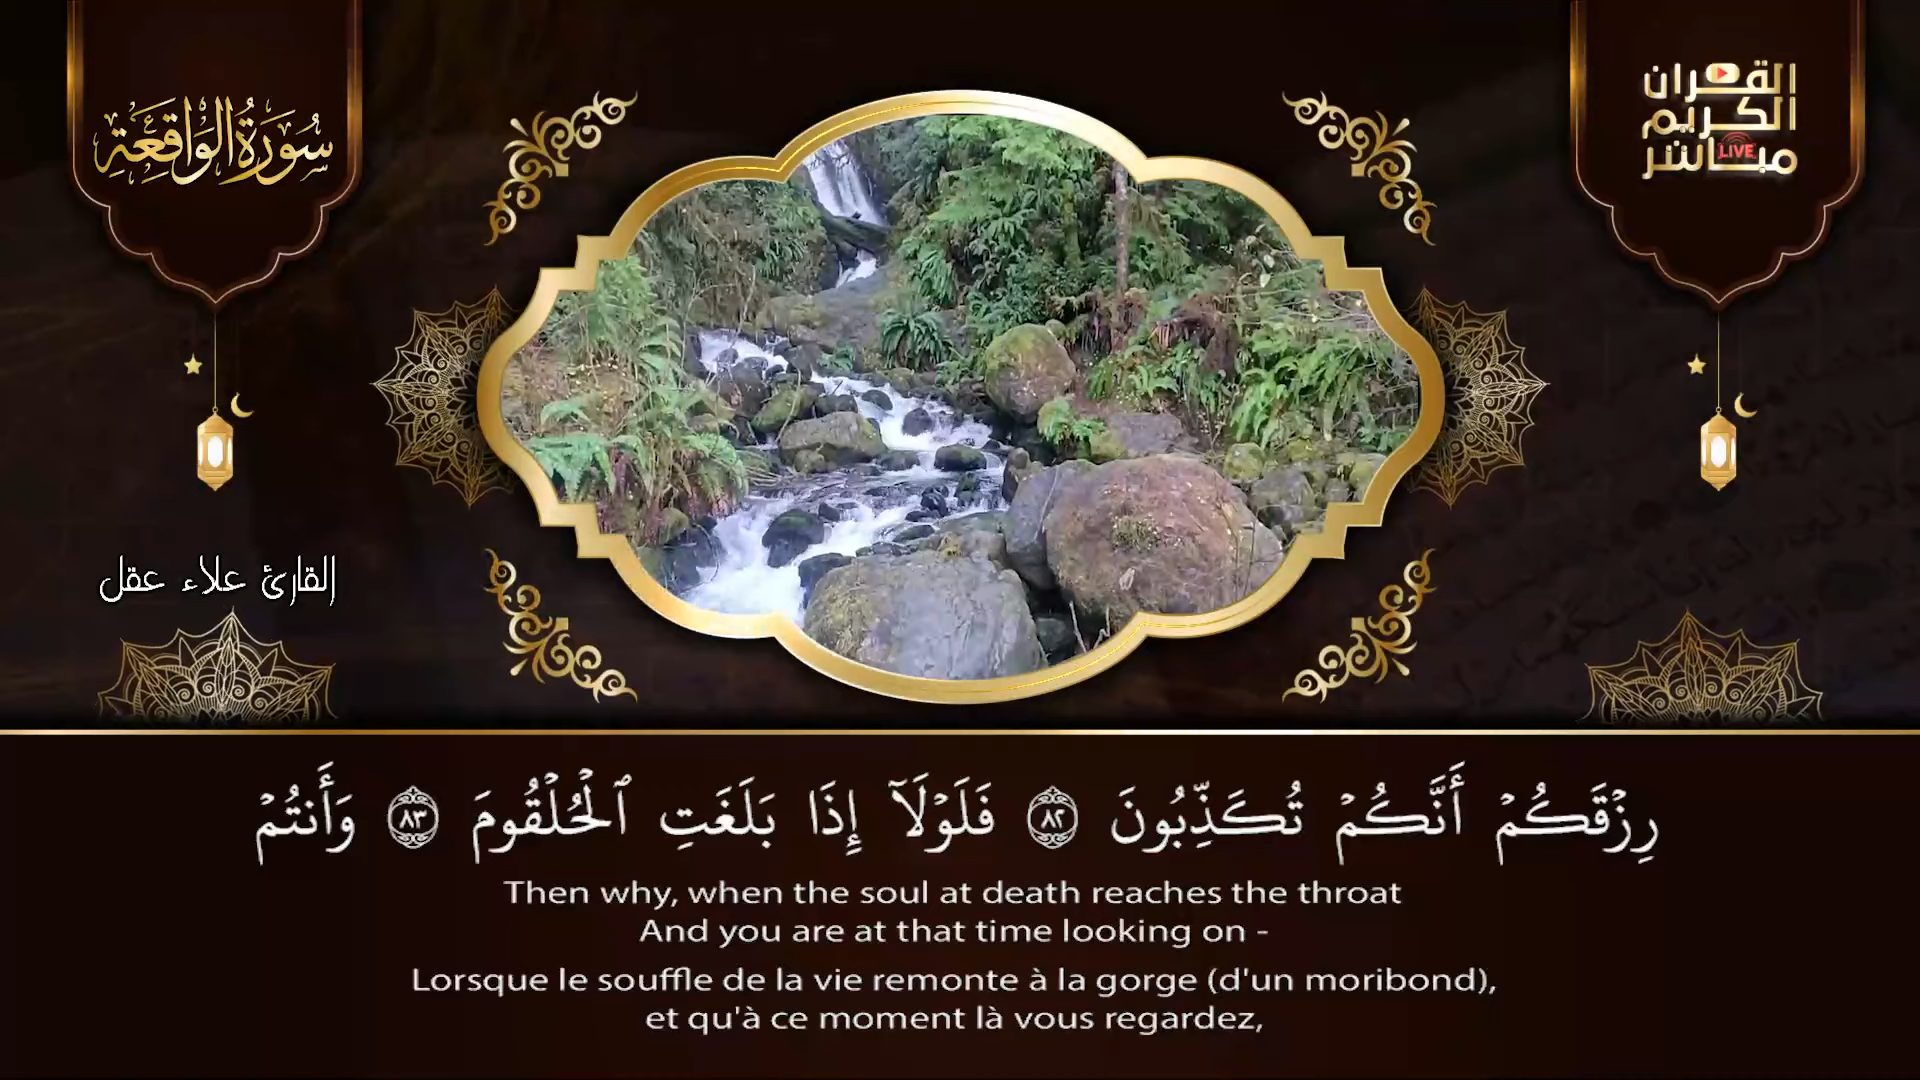 سُورَةُ الوَاقِعَةِ
القرآن
الكريم
مباشر
LIVE
القارئ علاء عقل
رِزْقَكُمْ أَنَّكُمْ تُكَذِّبُونَ ٨٢ فَلَوْلَآ إِذَا بَلَغَتِ ٱلْحُلْقُومَ ٨٣ وَأَنتُمْ
Then why, when the soul at death reaches the throat
And you are at that time looking on -
Lorsque le souffle de la vie remonte à la gorge (d'un moribond),
et qu'à ce moment là vous regardez,